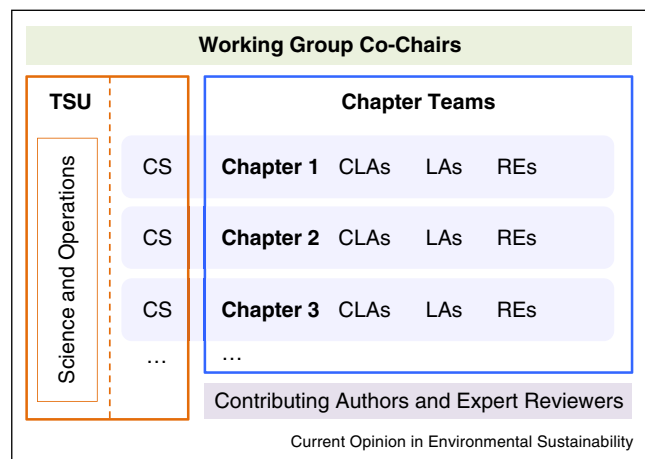 Working Group Co-Chairs
TSU
Chapter Teams
Science and Operations
CS Chapter 1 CLAs LAs REs
CS Chapter 2 CLAs LAs REs
CS Chapter 3 CLAs LAs REs
... ...
Contributing Authors and Expert Reviewers
Current Opinion in Environmental Sustainability